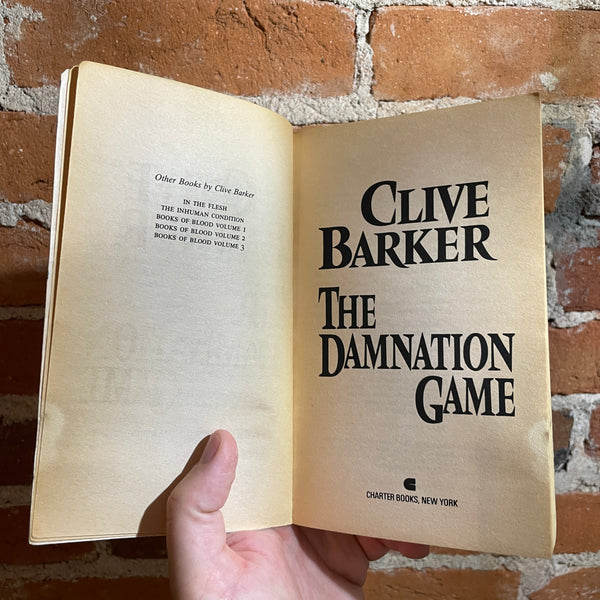 Other Books by Clive Barker
IN THE FLESH
THE INHUMAN CONDITION
BOOKS OF BLOOD VOLUME 1
BOOKS OF BLOOD VOLUME 2
BOOKS OF BLOOD VOLUME 3
CLIVE
BARKER
THE
DAMNATION
GAME
CHARTER BOOKS, NEW YORK